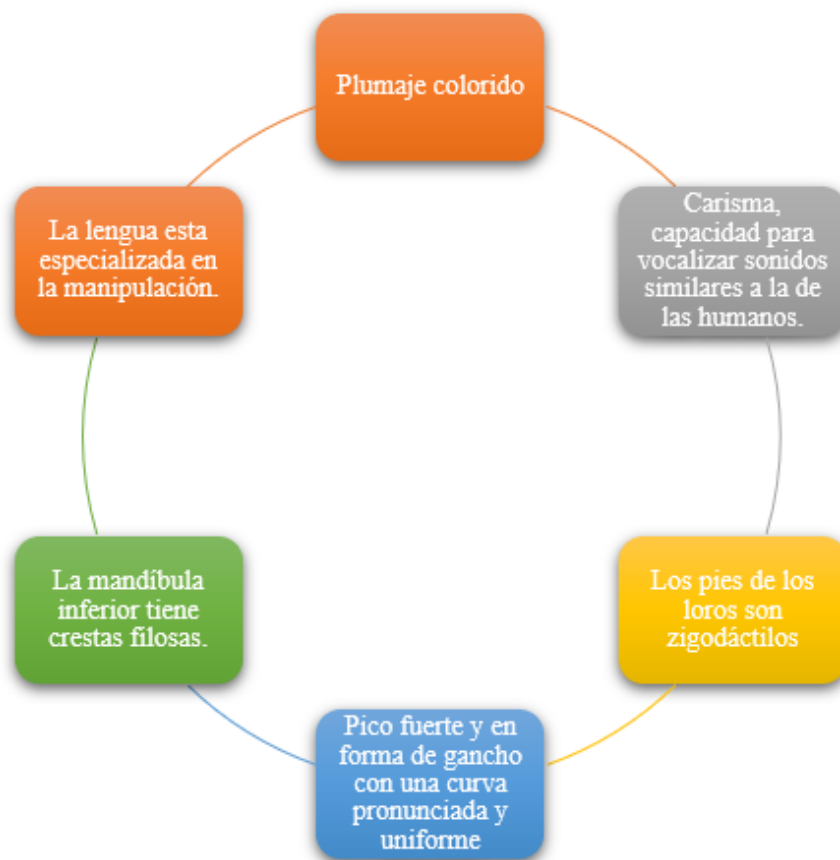 Plumaje colorido
Carisma,
capacidad para
vocalizar sonidos
similares a la de
las humanos.
Los pies de los
loros son
zigodáctilos
Pico fuerte y en
forma de gancho
con una curva
pronunciada y
uniforme
La mandíbula
inferior tiene
crestas filosas.
La lengua esta
especializada en
la manipulación.